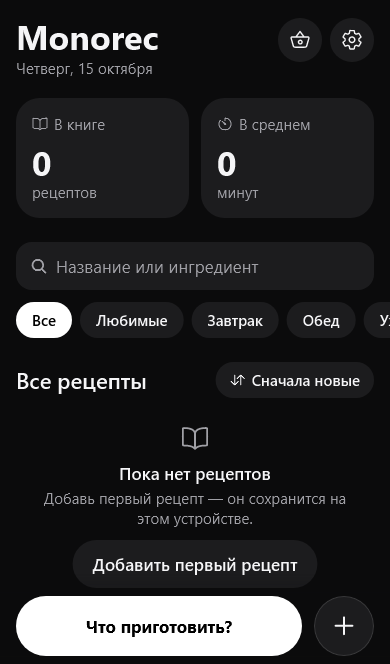 Monorec
Четверг, 15 октября
В книге
0
рецептов
В среднем
0
минут
Название или ингредиент
Все
Любимые
Завтрак
Обед
Все рецепты
Сначала новые
Пока нет рецептов
Добавь первый рецепт — он сохранится на
этом устройстве.
Добавить первый рецепт
Что приготовить?